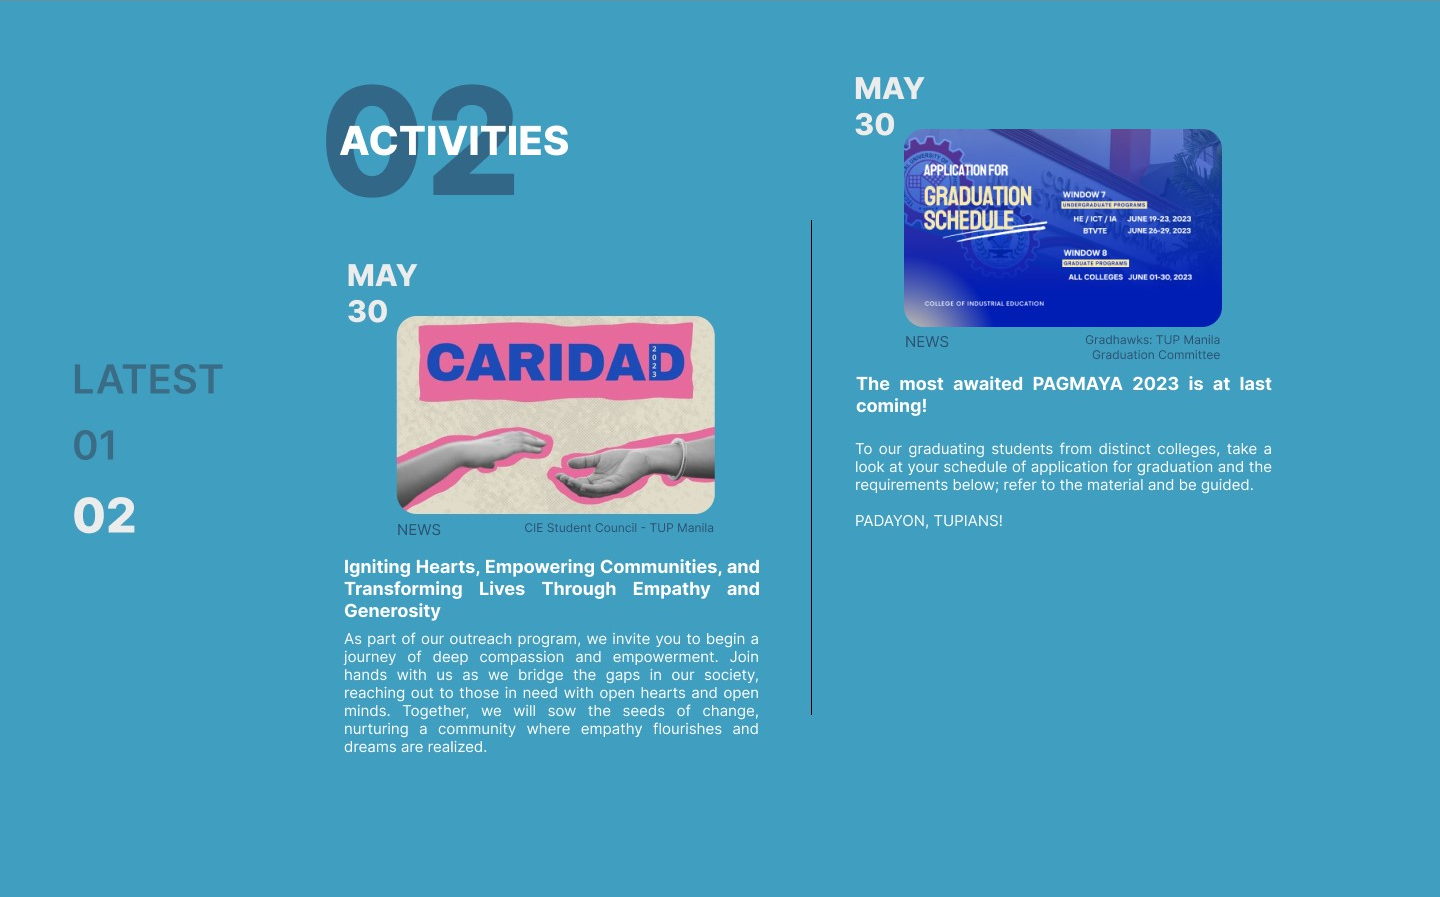 LATEST
01
02
02
ACTIVITIES
MAY
30
CARIDAD
2023
NEWS
CIE Student Council - TUP Manila
Igniting Hearts, Empowering Communities, and
Transforming Lives Through Empathy and
Generosity
As part of our outreach program, we invite you to begin a
journey of deep compassion and empowerment. Join
hands with us as we bridge the gaps in our society,
reaching out to those in need with open hearts and open
minds. Together, we will sow the seeds of change,
nurturing a community where empathy flourishes and
dreams are realized.
MAY
30
APPLICATION FOR
GRADUATION
SCHEDULE
WINDOW 7
UNDERGRADUATE PROGRAMS
HE / ICT / IA JUNE 19-23, 2023
BTVTE JUNE 26-29, 2023
WINDOW 8
GRADUATE PROGRAMS
ALL COLLEGES JUNE 01-30, 2023
COLLEGE OF INDUSTRIAL EDUCATION
NEWS
Gradhawks: TUP Manila
Graduation Committee
The most awaited PAGMAYA 2023 is at last
coming!
To our graduating students from distinct colleges, take a
look at your schedule of application for graduation and the
requirements below; refer to the material and be guided.
PADAYON, TUPIANS!